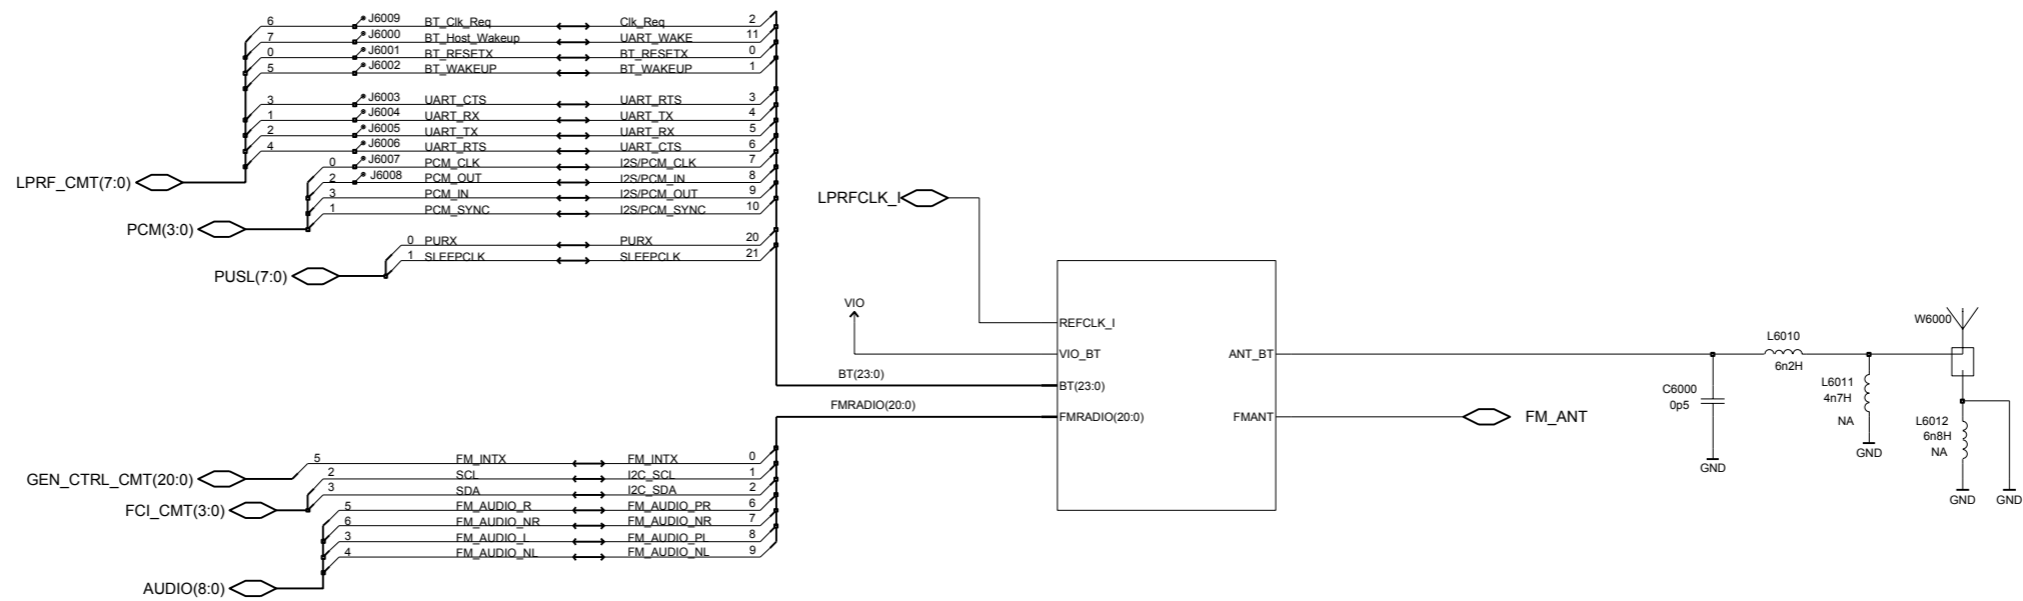 6 J6009 BT_Clk_Req Clk_Req 2
7 J6000 BT_Host_Wakeup UART_WAKE 11
0 J6001 BT_RESETX BT_RESETX 0
5 J6002 BT_WAKEUP BT_WAKEUP 1
3 J6003 UART_CTS UART_RTS 3
1 J6004 UART_RX UART_TX 4
2 J6005 UART_TX UART_RX 5
4 J6006 UART_RTS UART_CTS 6
0 J6007 PCM_CLK I2S/PCM_CLK 7
LPRF_CMT(7:0) 2 J6008 PCM_OUT I2S/PCM_IN 8
3 PCM_IN I2S/PCM_OUT 9
1 PCM_SYNC I2S/PCM_SYNC 10
PCM(3:0)
0 PURX PURX 20
1 SLEEPCLK SLEEPCLK 21
PUSL(7:0)
LPRFCLK_I
VIO
REFCLK_I
VIO_BT
BT(23:0)
BT(23:0)
FMRADIO(20:0)
FMRADIO(20:0)
ANT_BT
FMANT
FM_ANT
C6000
0p5
GND
L6010
6n2H
L6011
4n7H
NA
GND
W6000
L6012
6n8H
NA
GND
GND
5 FM_INTX FM_INTX 0
GEN_CTRL_CMT(20:0) 2 SCL I2C_SCL 1
3 SDA I2C_SDA 2
FCI_CMT(3:0) 5 FM_AUDIO_R FM_AUDIO_PR 6
6 FM_AUDIO_NR FM_AUDIO_NR 7
3 FM_AUDIO_L FM_AUDIO_PL 8
4 FM_AUDIO_NL FM_AUDIO_NL 9
AUDIO(8:0)